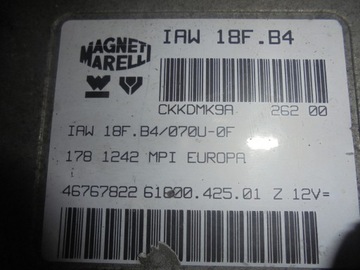 MAGNETI
MARELLI
IAW 18F.B4
CKKDMK9A 262 00
IAW 18F.B4/070U-0F
178 1242 MPI EUROPA
46767822 61600.425.01 Z 12V=